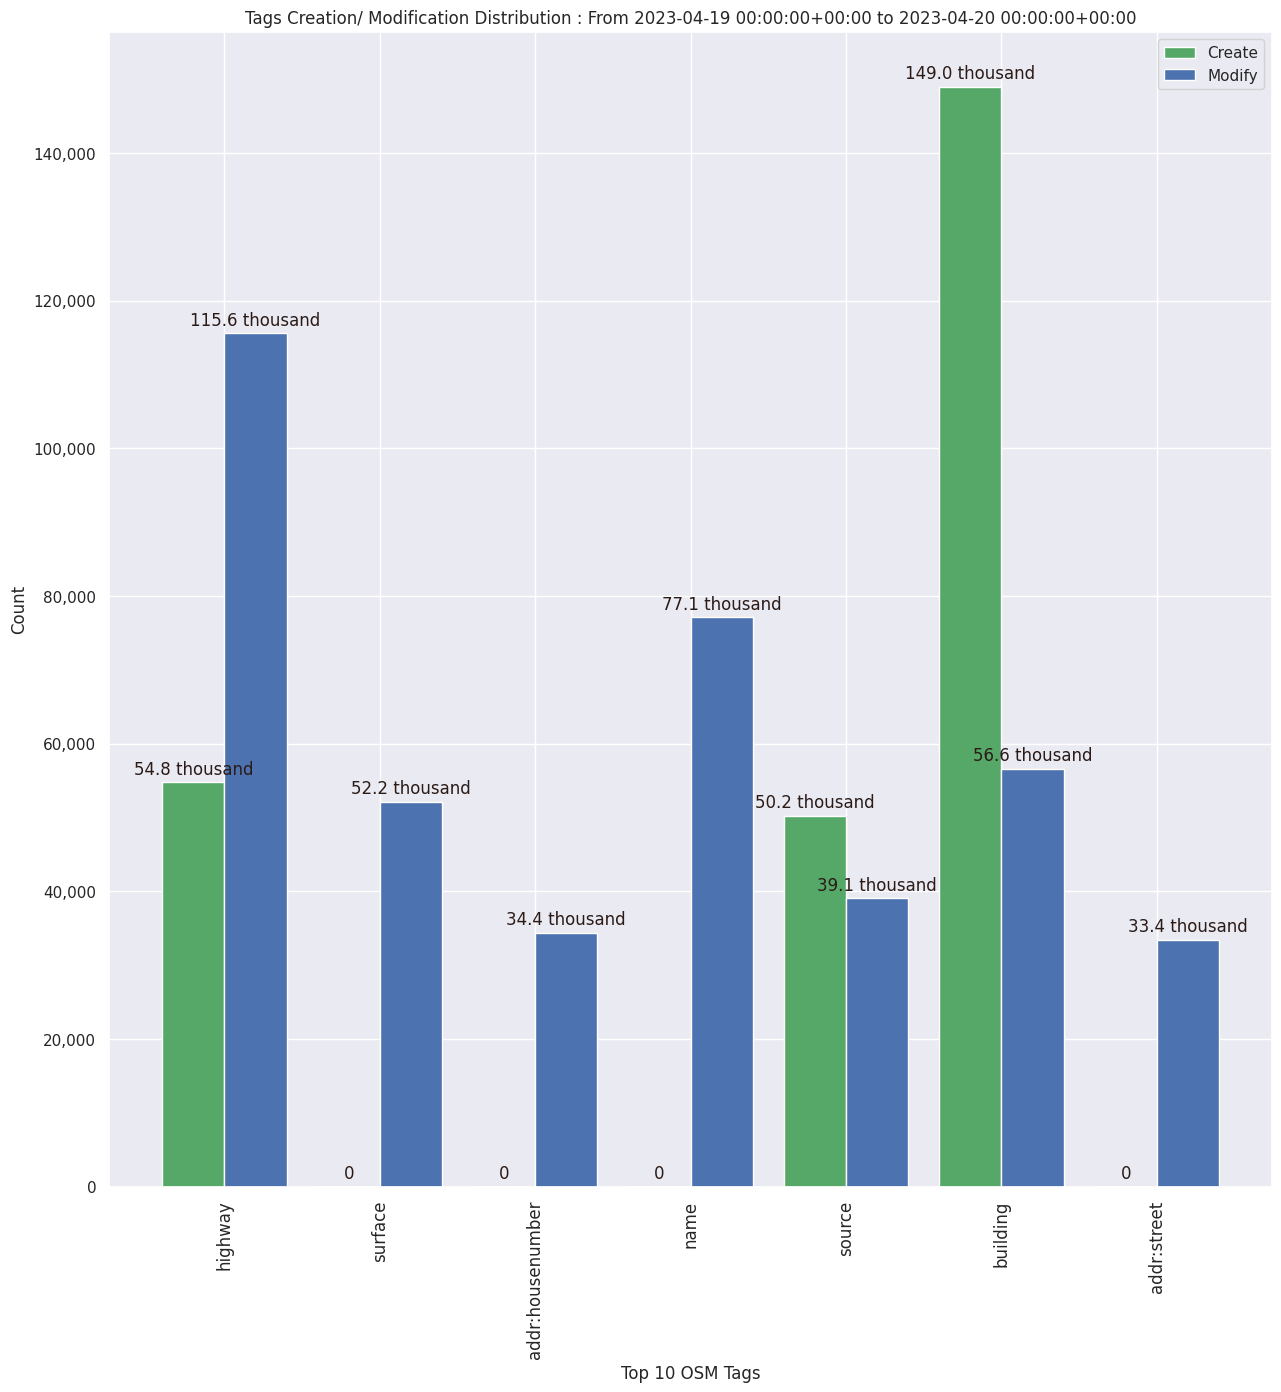 Tags Creation/ Modification Distribution : From 2023-04-19 00:00:00+00:00 to 2023-04-20 00:00:00+00:00
Create
Modify
149.0 thousand
140,000
120,000
115.6 thousand
100,000
Count
80,000
77.1 thousand
60,000
54.8 thousand
52.2 thousand
50.2 thousand
56.6 thousand
40,000
39.1 thousand
34.4 thousand
33.4 thousand
20,000
0
0
0
0
0
highway
surface
addr:housenumber
name
source
building
addr:street
Top 10 OSM Tags